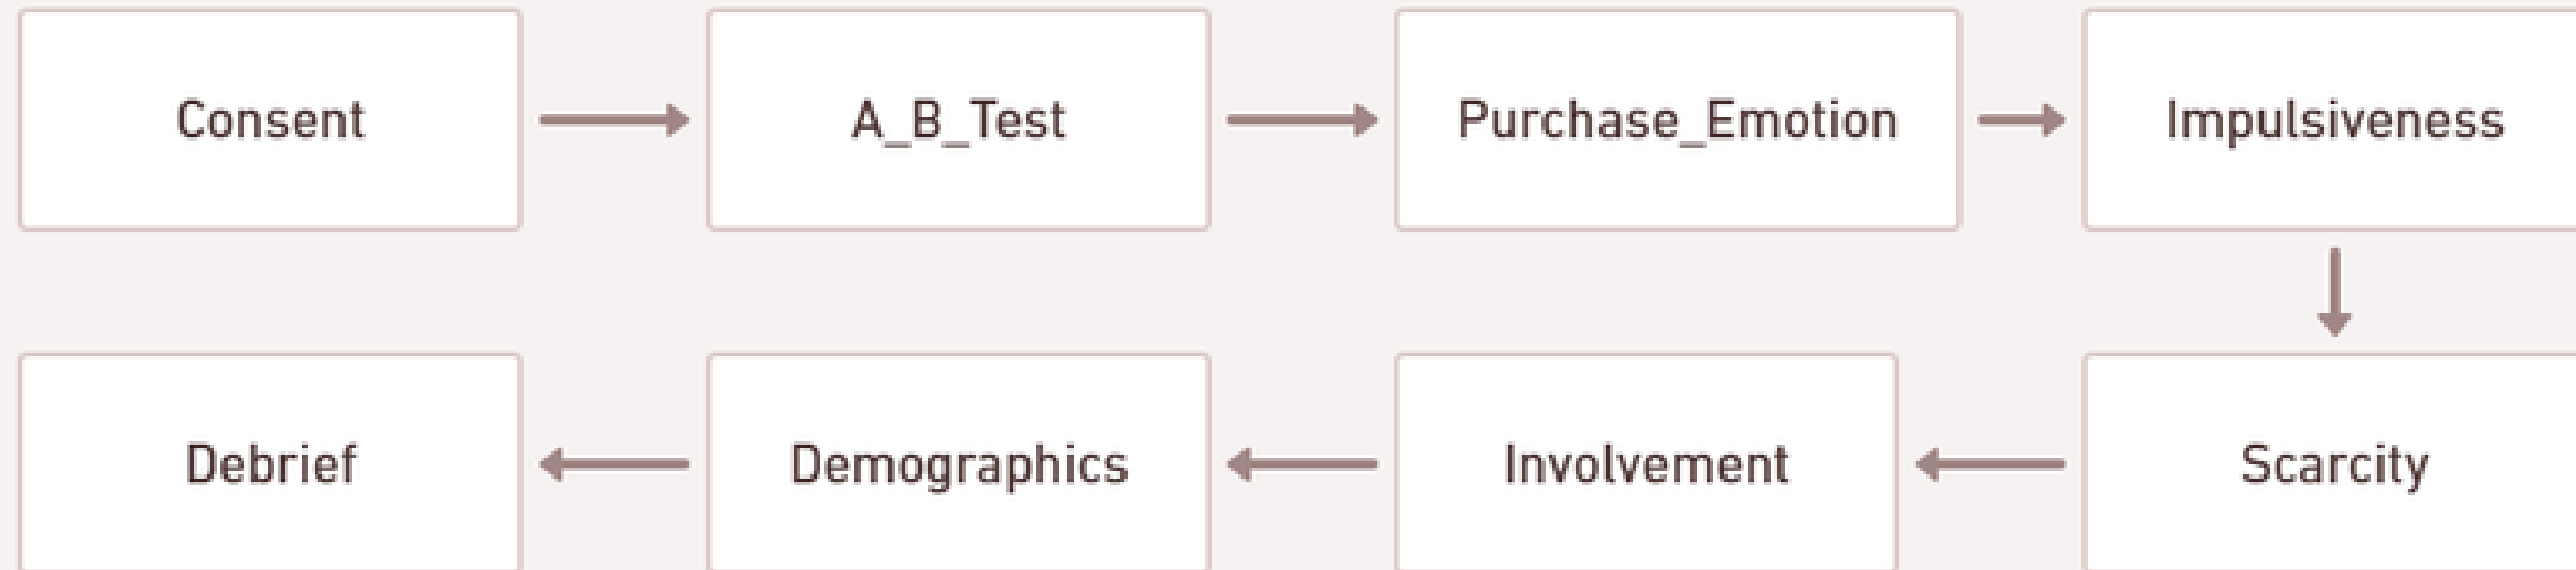 Consent
A_B_Test
Purchase_Emotion
Impulsiveness
Scarcity
Involvement
Demographics
Debrief